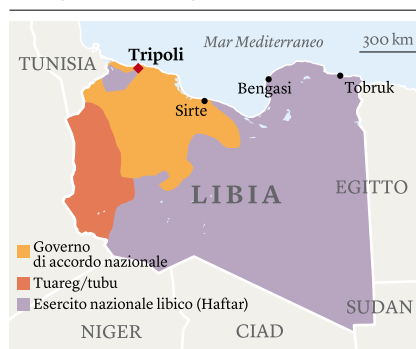 Mar Mediterraneo
300 km
TUNISIA
Tripoli
Bengasi
Tobruk
Sirte
LIBIA
EGITTO
Governo
di accordo nazionale
Tuareg/tubu
Esercito nazionale libico (Haftar)
SUDAN
NIGER
CIAD